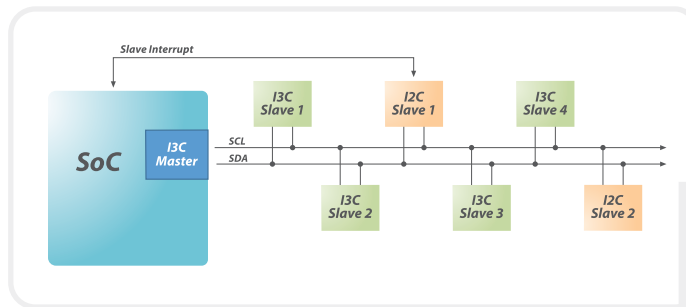 Slave Interrupt
I3C
Slave 1
I2C
Slave 1
I3C
Slave 4
SoC
I3C
Master
SCL
SDA
I3C
Slave 2
I3C
Slave 3
I2C
Slave 2